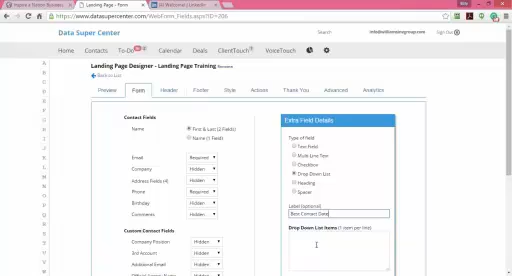 Landing Page - Form
https://www.datasupercenter.com/WebForm_Fields.aspx?ID=206
Data Super Center
Search
Sign Out
Home Contacts To-Do Calendar Deals ClientTouch VoiceTouch
Landing Page Designer - Landing Page Training Rename
Back to List
Preview Form Header Footer Style Actions Thank You Advanced Analytics
Contact Fields
Name
First & Last (2 Fields)
Name (1 Field)
Email Required
Company Hidden
Address Fields (4) Hidden
Phone Required
Birthday Hidden
Comments Hidden
Custom Contact Fields
Company Position Hidden
3rd Account Hidden
Additional Email Hidden
Extra Field Details
Type of field
Text Field
Multi-Line Text
Checkbox
Drop Down List
Heading
Spacer
Label (optional)
Best Contact Date
Drop Down List Items (1 item per line)